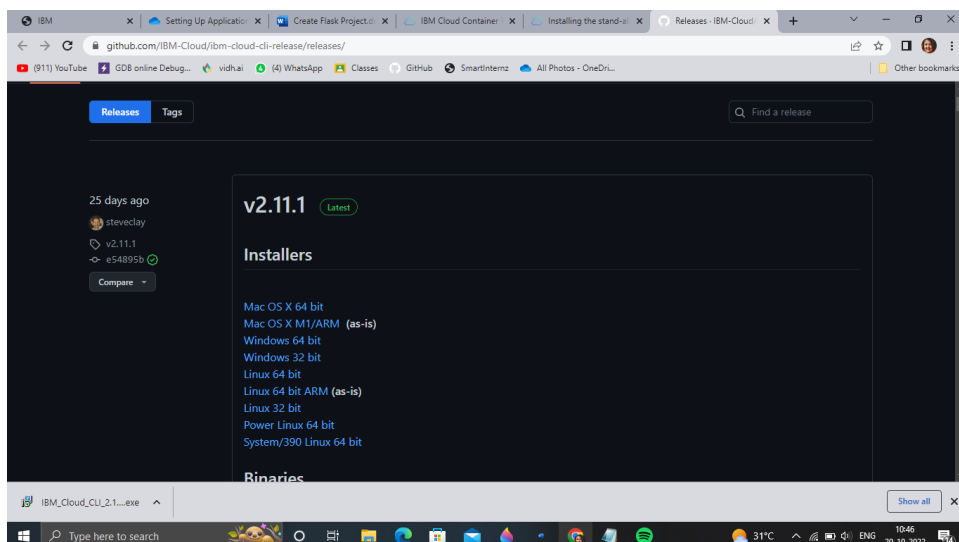 IBM
Setting Up Application
Create Flask Project.d
IBM Cloud Container
Installing the stand-al
Releases · IBM-Cloud/
github.com/IBM-Cloud/ibm-cloud-cli-release/releases/
(911) YouTube
GDB online Debug...
vidh.ai
(4) WhatsApp
Classes
GitHub
SmartInternz
All Photos - OneDri...
Other bookmarks
Releases
Tags
Find a release
25 days ago
steveclay
v2.11.1
e54895b
Compare
v2.11.1
Latest
Installers
Mac OS X 64 bit
Mac OS X M1/ARM (as-is)
Windows 64 bit
Windows 32 bit
Linux 64 bit
Linux 64 bit ARM (as-is)
Linux 32 bit
Power Linux 64 bit
System/390 Linux 64 bit
Binaries
IBM_Cloud_CLI_2.1....exe
Show all
Type here to search
31°C
ENG
10:46
20-10-2022